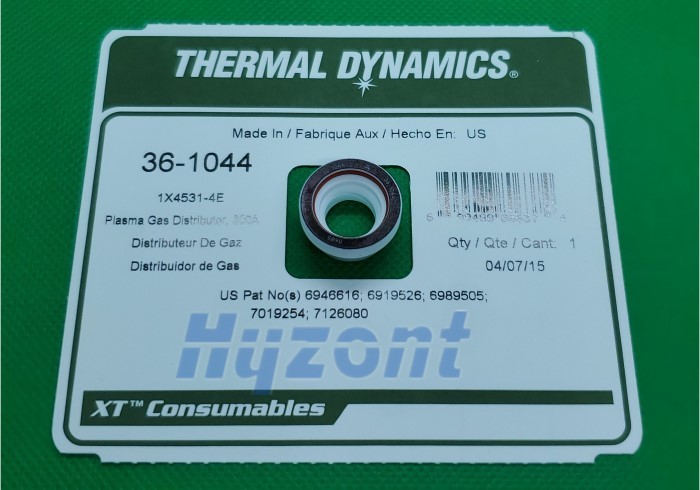 THERMAL DYNAMICS®
Made In / Fabrique Aux / Hecho En: US
36-1044
1X4531-4E
Plasma Gas Distributor, 300A
Distributeur De Gaz
Distribuidor de Gas
Qty / Qte / Cant: 1
04/07/15
US Pat No(s) 6946616; 6919526; 6989505;
7019254; 7126080
Hyzont
XT™ Consumables